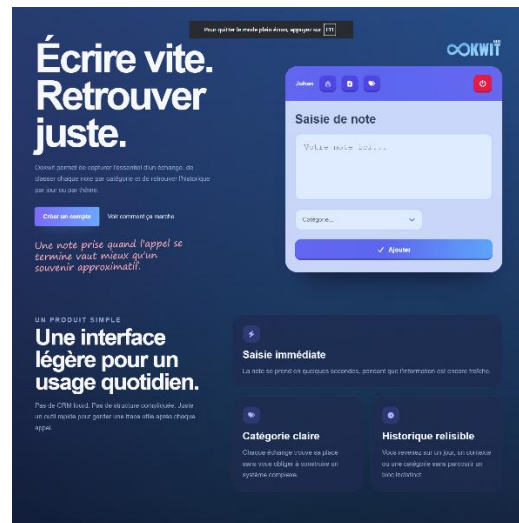 Pour quitter le mode plein écran, appuyez sur
Écrire vite.
Retrouver
juste.
Ookwit permet de capturer l'essentiel d'un échange, de
classer chaque note par catégorie et de retrouver l'historique
par jour ou par thème.
Créer un compte
Voir comment ça marche
Une note prise quand l'appel se
termine vaut mieux qu'un
souvenir approximatif.
OOKWIT
Johan
Saisie de note
Votre note ici...
Catégorie...
Ajouter
UN PRODUIT SIMPLE
Une interface
légère pour un
usage quotidien.
Pas de CRM lourd. Pas de structure compliquée. Juste
un outil rapide pour garder une trace utile après chaque
appel.
Saisie immédiate
La note se prend en quelques secondes, pendant que l'information est encore fraîche.
Catégorie claire
Chaque échange trouve sa place
sans vous obliger à construire un
système complexe.
Historique relisible
Vous revenez sur un jour, un contexte
ou une catégorie sans parcourir un
bloc indistinct.